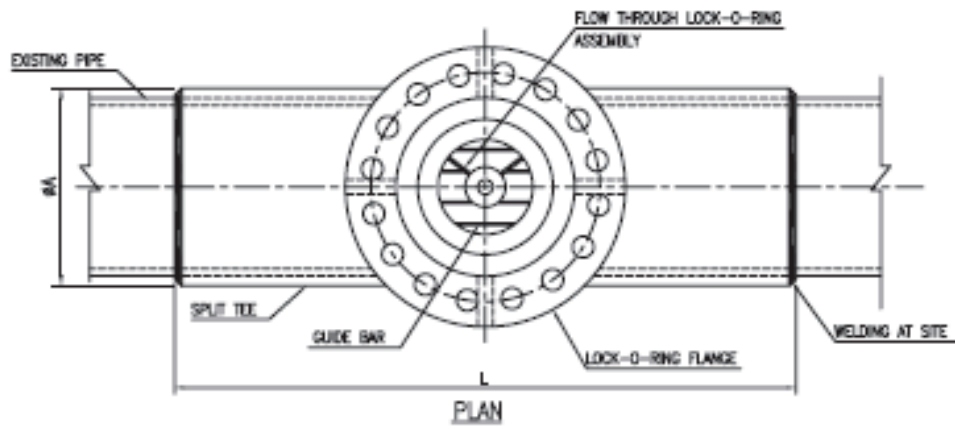 FLOW THROUGH LOCK-O-RING
ASSEMBLY
EXISTING PIPE
ØA
SPLIT TEE
GUIDE BAR
LOCK-O-RING FLANGE
WELDING AT SITE
L
PLAN